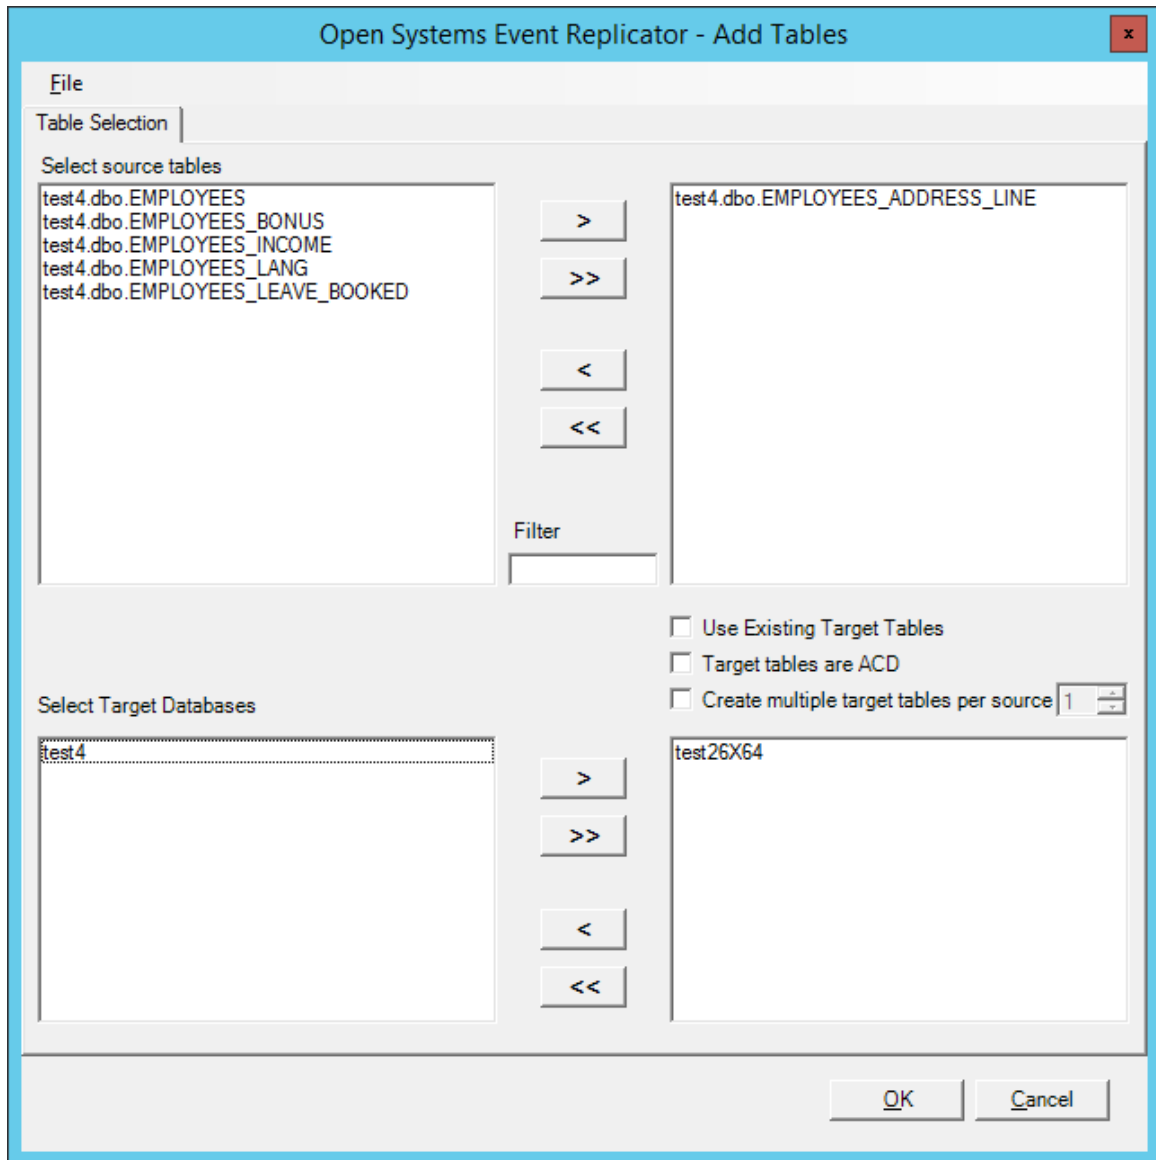 Open Systems Event Replicator - Add Tables
x
File
Table Selection
Select source tables
test4.dbo.EMPLOYEES
test4.dbo.EMPLOYEES_BONUS
test4.dbo.EMPLOYEES_INCOME
test4.dbo.EMPLOYEES_LANG
test4.dbo.EMPLOYEES_LEAVE_BOOKED
>
>>
<
<<
Filter
test4.dbo.EMPLOYEES_ADDRESS_LINE
Use Existing Target Tables
Target tables are ACD
Create multiple target tables per source 1
Select Target Databases
test4
>
>>
<
<<
test26X64
OK
Cancel